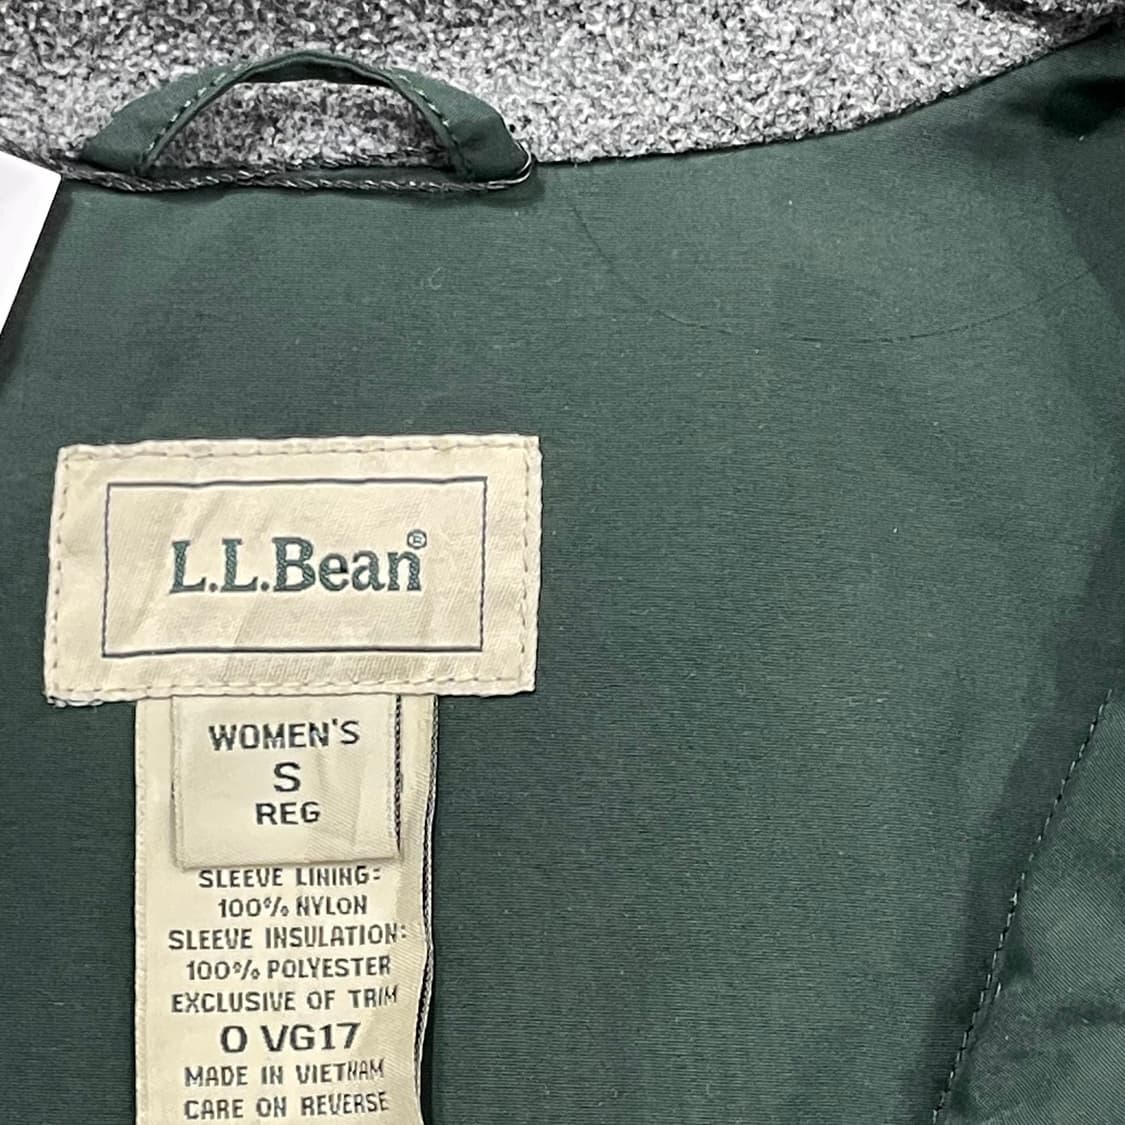 L.L.Bean®
WOMEN'S
S
REG
SLEEVE LINING:
100% NYLON
SLEEVE INSULATION:
100% POLYESTER
EXCLUSIVE OF TRIM
0 VG17
MADE IN VIETNAM
CARE ON REVERSE